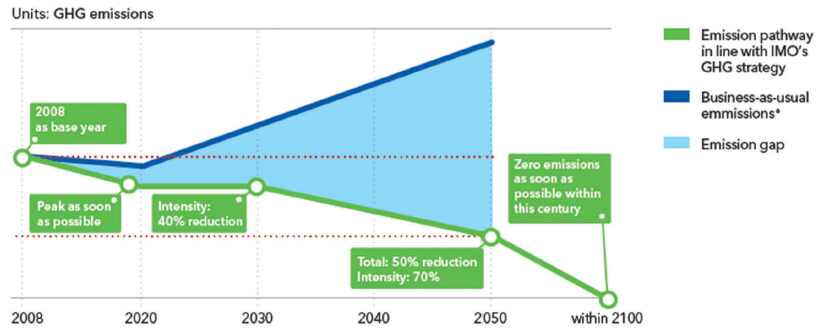 Units: GHG emissions
2008
as base year
Peak as soon
as possible
Intensity:
40% reduction
Total: 50% reduction
Intensity: 70%
Zero emissions
as soon as
possible within
this century
2008
2020
2030
2040
2050
within 2100
Emission pathway
in line with IMO's
GHG strategy
Business-as-usual
emmissionsᵃ
Emission gap